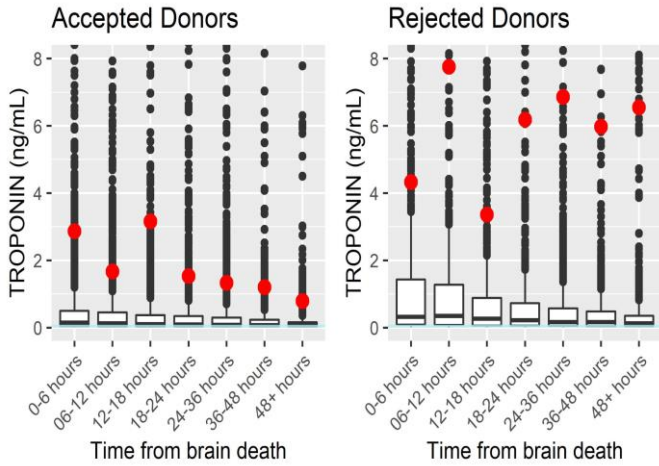 Accepted Donors
TROPONIN (ng/mL)
8
6
4
2
0
0-6 hours
06-12 hours
12-18 hours
18-24 hours
24-36 hours
36-48 hours
48+ hours
Time from brain death
Rejected Donors
TROPONIN (ng/mL)
8
6
4
2
0
0-6 hours
06-12 hours
12-18 hours
18-24 hours
24-36 hours
36-48 hours
48+ hours
Time from brain death